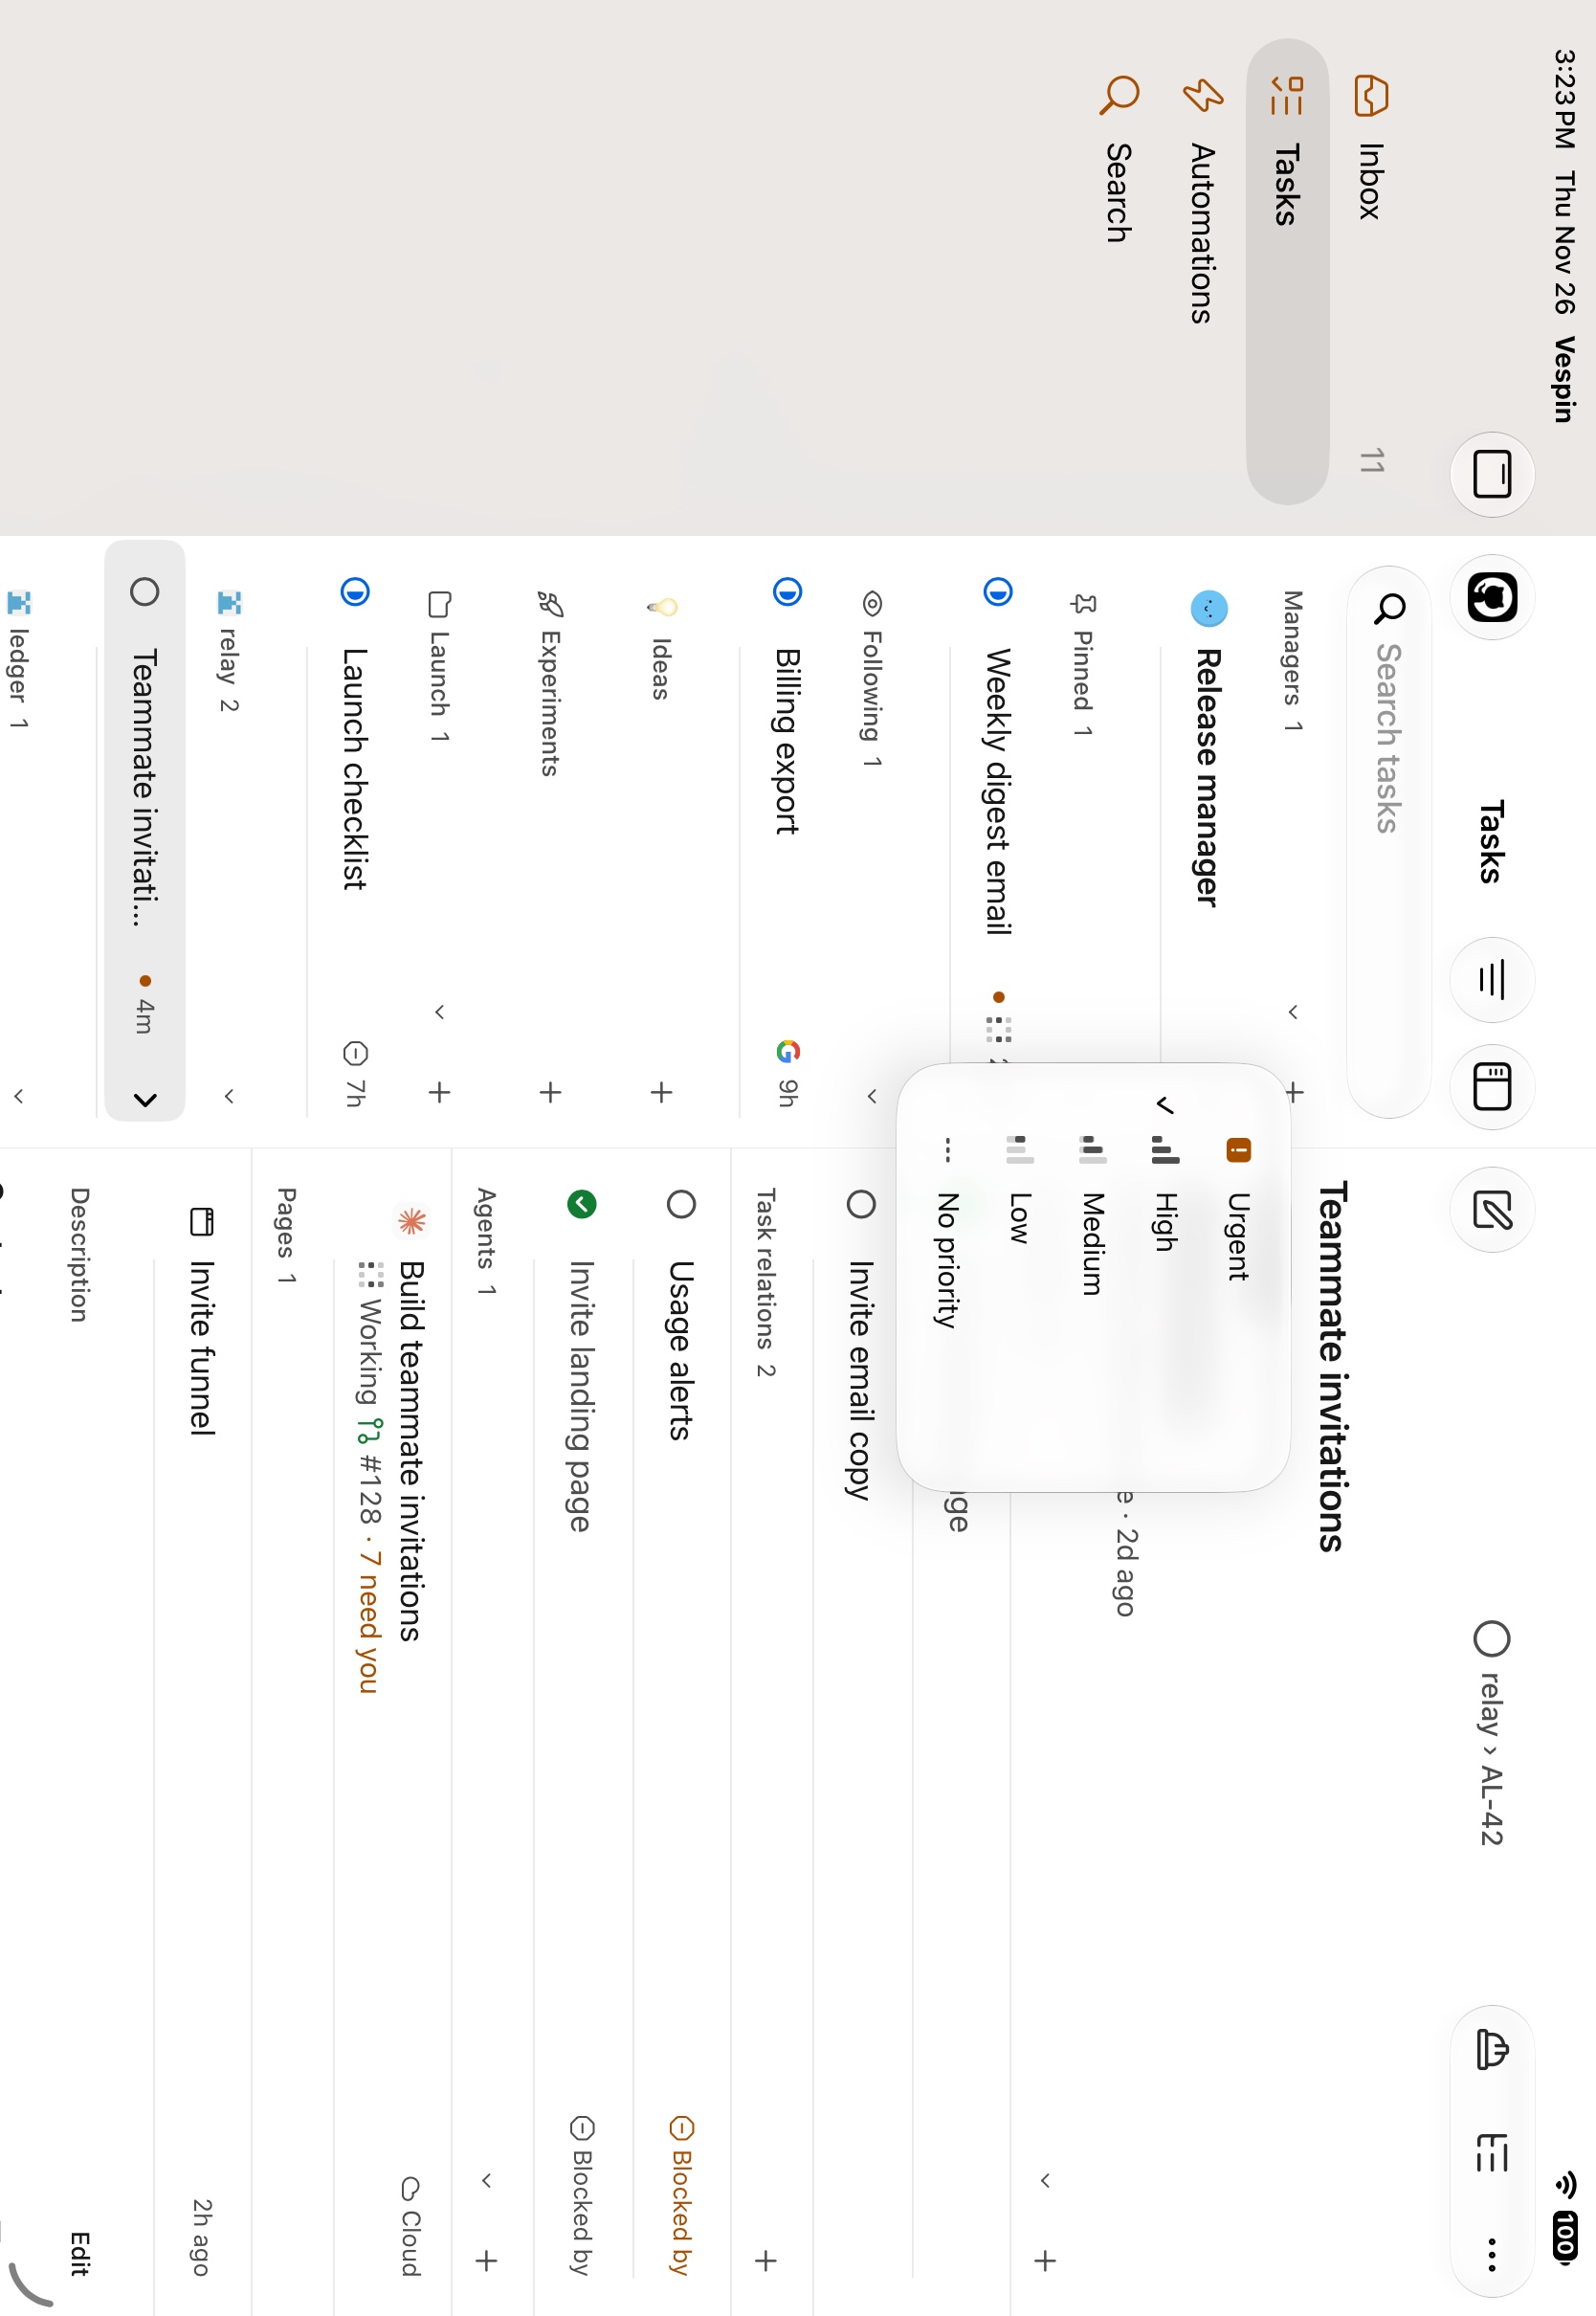 3:23 PM Thu Nov 26 Vespin
100
Inbox 11
Tasks
Automations
Search
Tasks
Search tasks
Managers 1
Release manager
Pinned 1
Weekly digest email
Following 1
Billing export 9h
Ideas
Experiments
Launch 1
Launch checklist 7h
relay 2
Teammate invitati... 4m
ledger 1
relay › AL-42
Teammate invitations
Urgent
High
Medium
Low
No priority
· 2d ago
Invite email copy
Task relations 2
Usage alerts Blocked by
Invite landing page Blocked by
Agents 1
Build teammate invitations Cloud
Working #128 · 7 need you
Pages 1
Invite funnel 2h ago
Description Edit